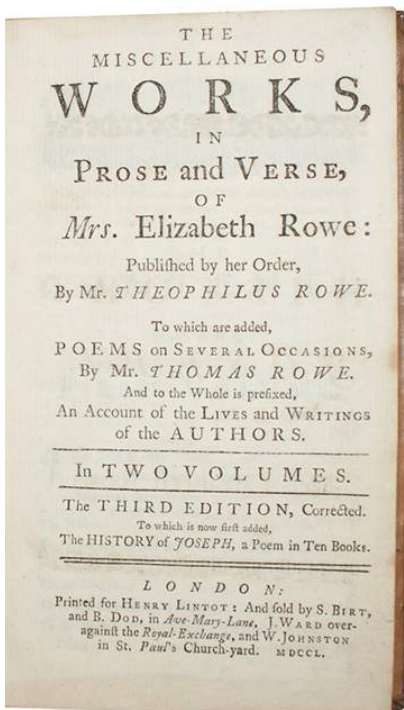 THE
MISCELLANEOUS
WORKS,
IN
PROSE and VERSE,
OF
Mrs. Elizabeth Rowe:
Publiſhed by her Order,
By Mr. THEOPHILUS ROWE.
To which are added,
POEMS on SEVERAL OCCASIONS,
By Mr. THOMAS ROWE.
And to the Whole is prefixed,
An Account of the LIVES and WRITINGS
of the AUTHORS.
In TWO VOLUMES.
The THIRD EDITION, Corrected.
To which is now firſt added,
The HISTORY of JOSEPH, a Poem in Ten Books.
LONDON:
Printed for HENRY LINTOT: And ſold by S. BIRT,
and B. DOD, in Ave-Mary-Lane, J. WARD over-
againſt the Royal-Exchange, and W. JOHNSTON
in St. Paul's Church-yard. MDCCL.